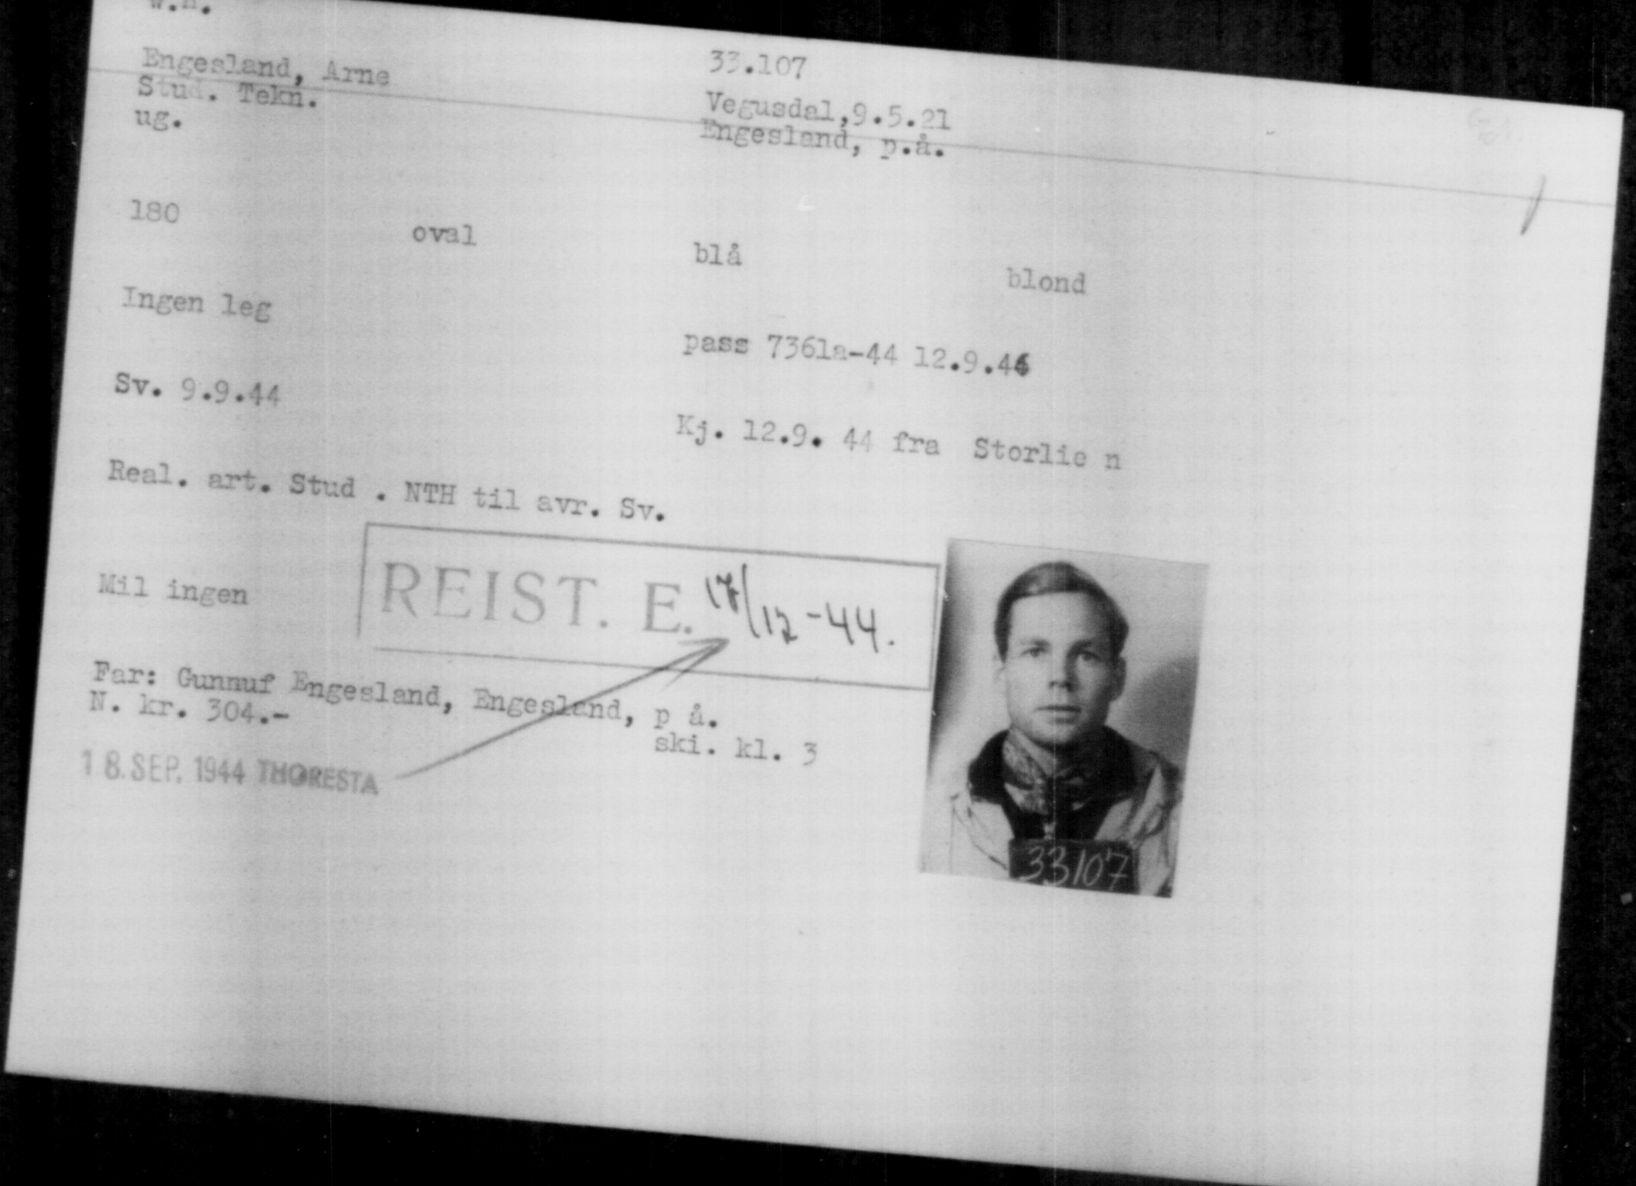 W.H.
Engesland, Arne 33.107
Stud. Tekn. Vegusdal,9.5.21
ug. Engesland, p.å.
180 oval blå blond
Ingen leg pass 7361a-44 12.9.44
Sv. 9.9.44 Kj. 12.9. 44 fra Storlie n
Real. art. Stud . NTH til avr. Sv.
Mil ingen REIST. E. 17/12-44.
Far: Gunnuf Engesland, Engesland, p å.
N. kr. 304.- ski. kl. 3
18. SEP. 1944 THORESTA
33107